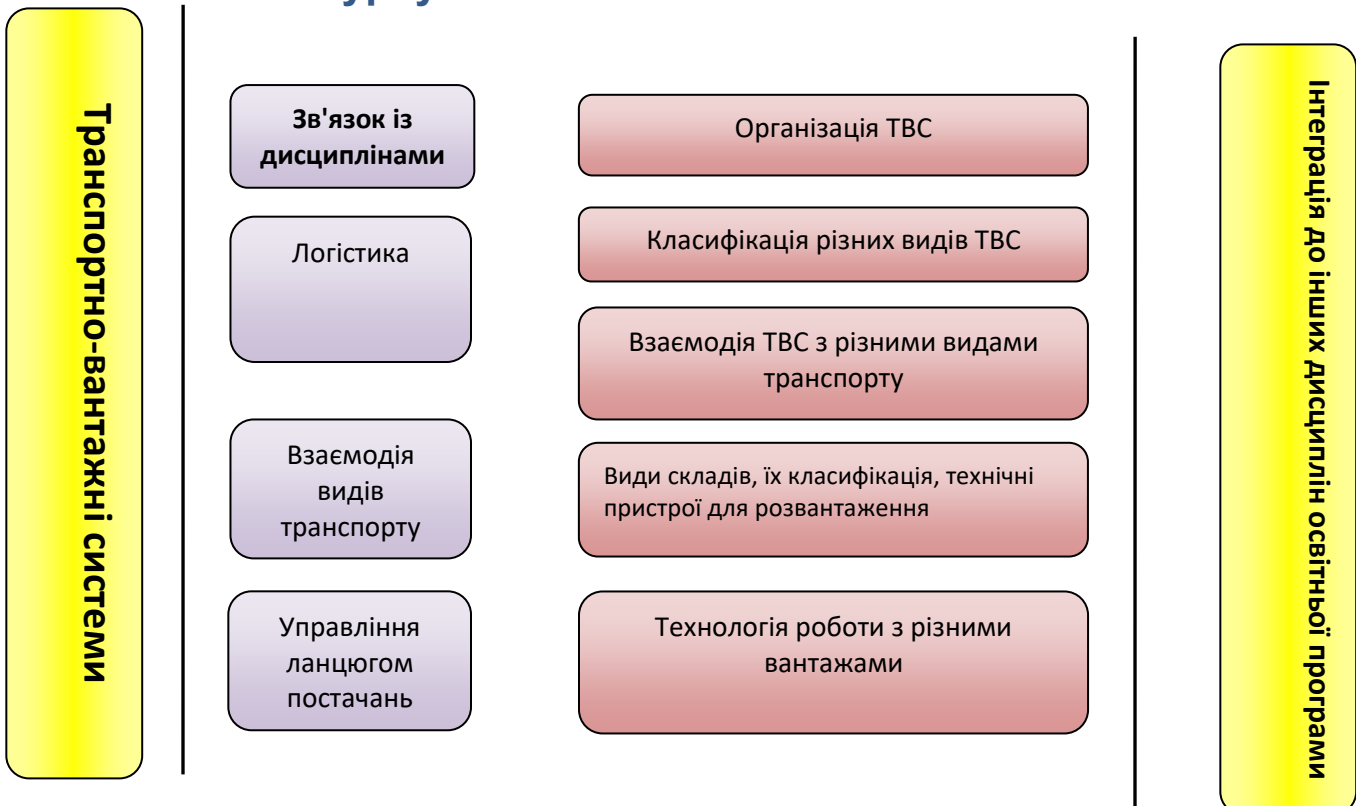 Транспортно-вантажні системи
Зв'язок із
дисциплінами
Логістика
Взаємодія
видів
транспорту
Управління
ланцюгом
постачань
Організація ТВС
Класифікація різних видів ТВС
Взаємодія ТВС з різними видами
транспорту
Види складів, їх класифікація, технічні
пристрої для розвантаження
Технологія роботи з різними
вантажами
Інтеграція до інших дисциплін освітньої програми